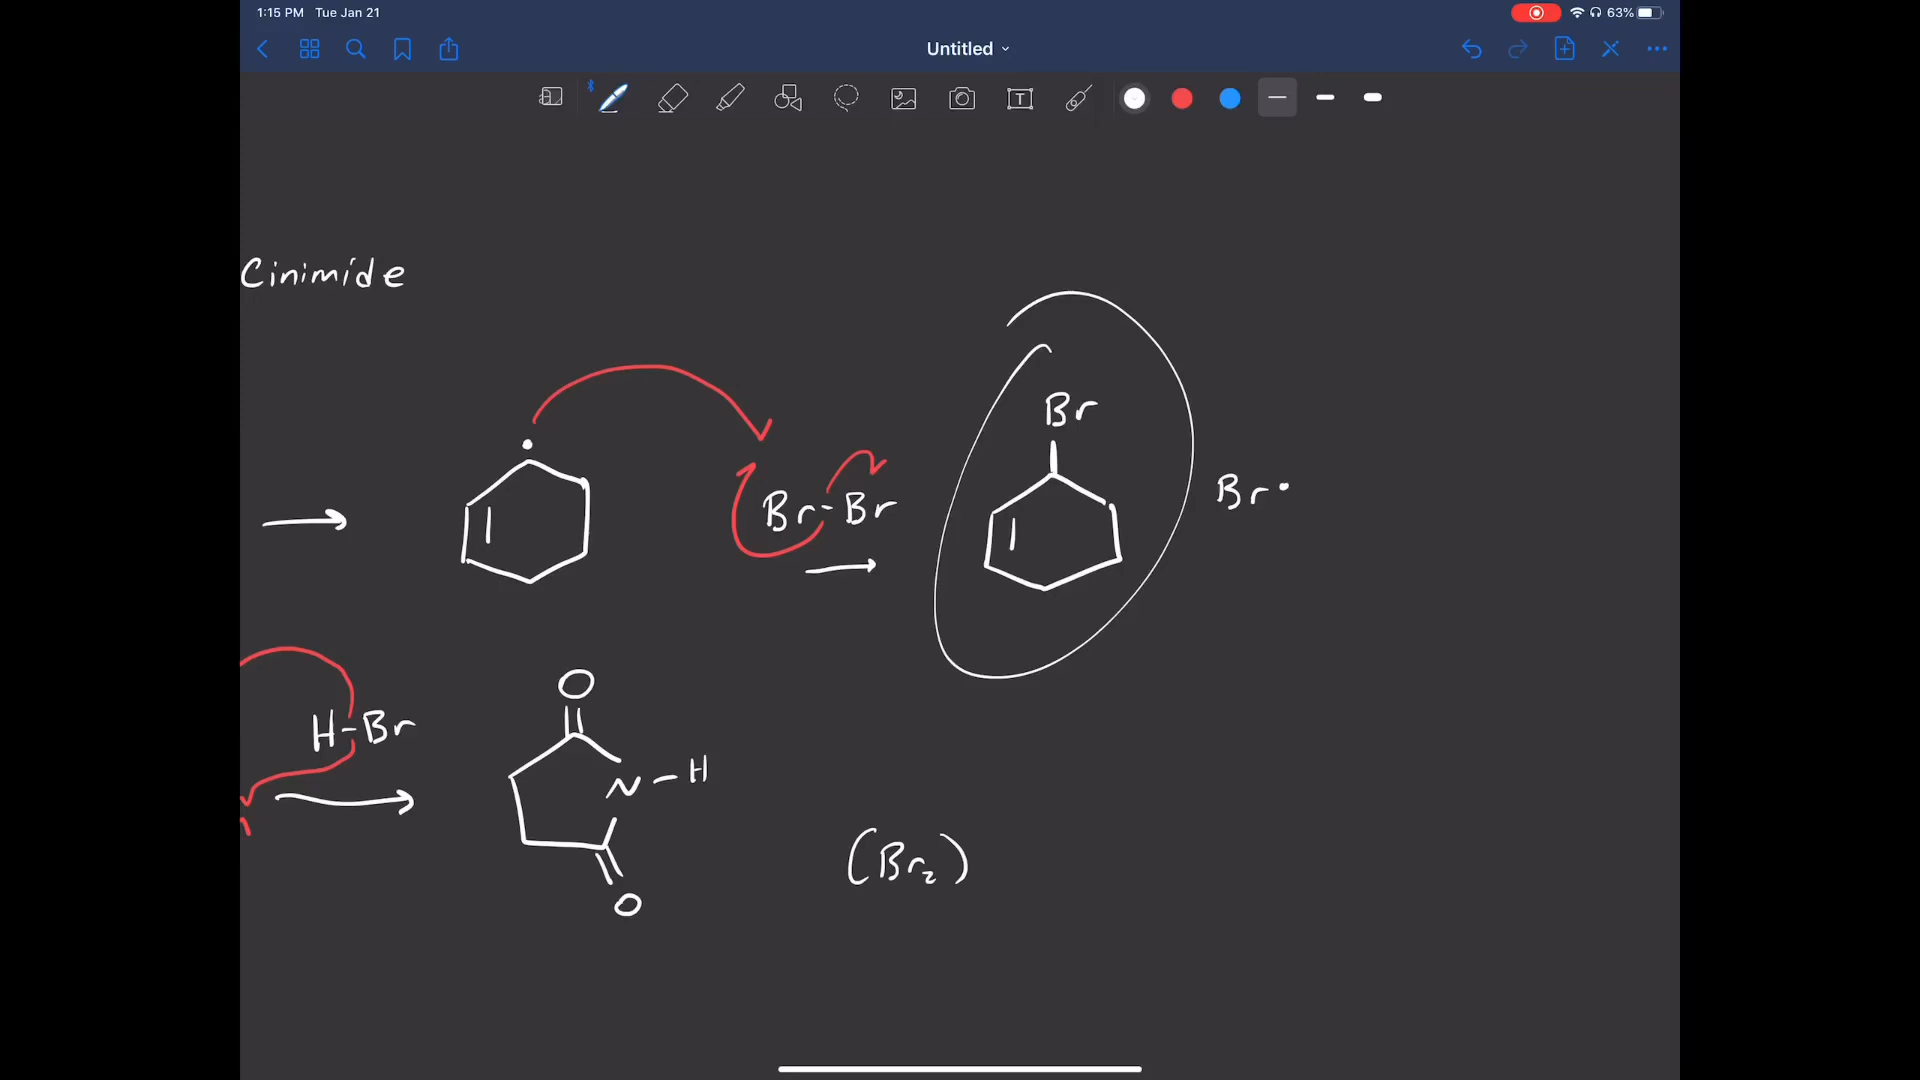 1:15 PM Tue Jan 21
63%
Untitled
T
Cinimide
Br
Br-Br
Br•
H-Br
O
N-H
O
(Br₂)